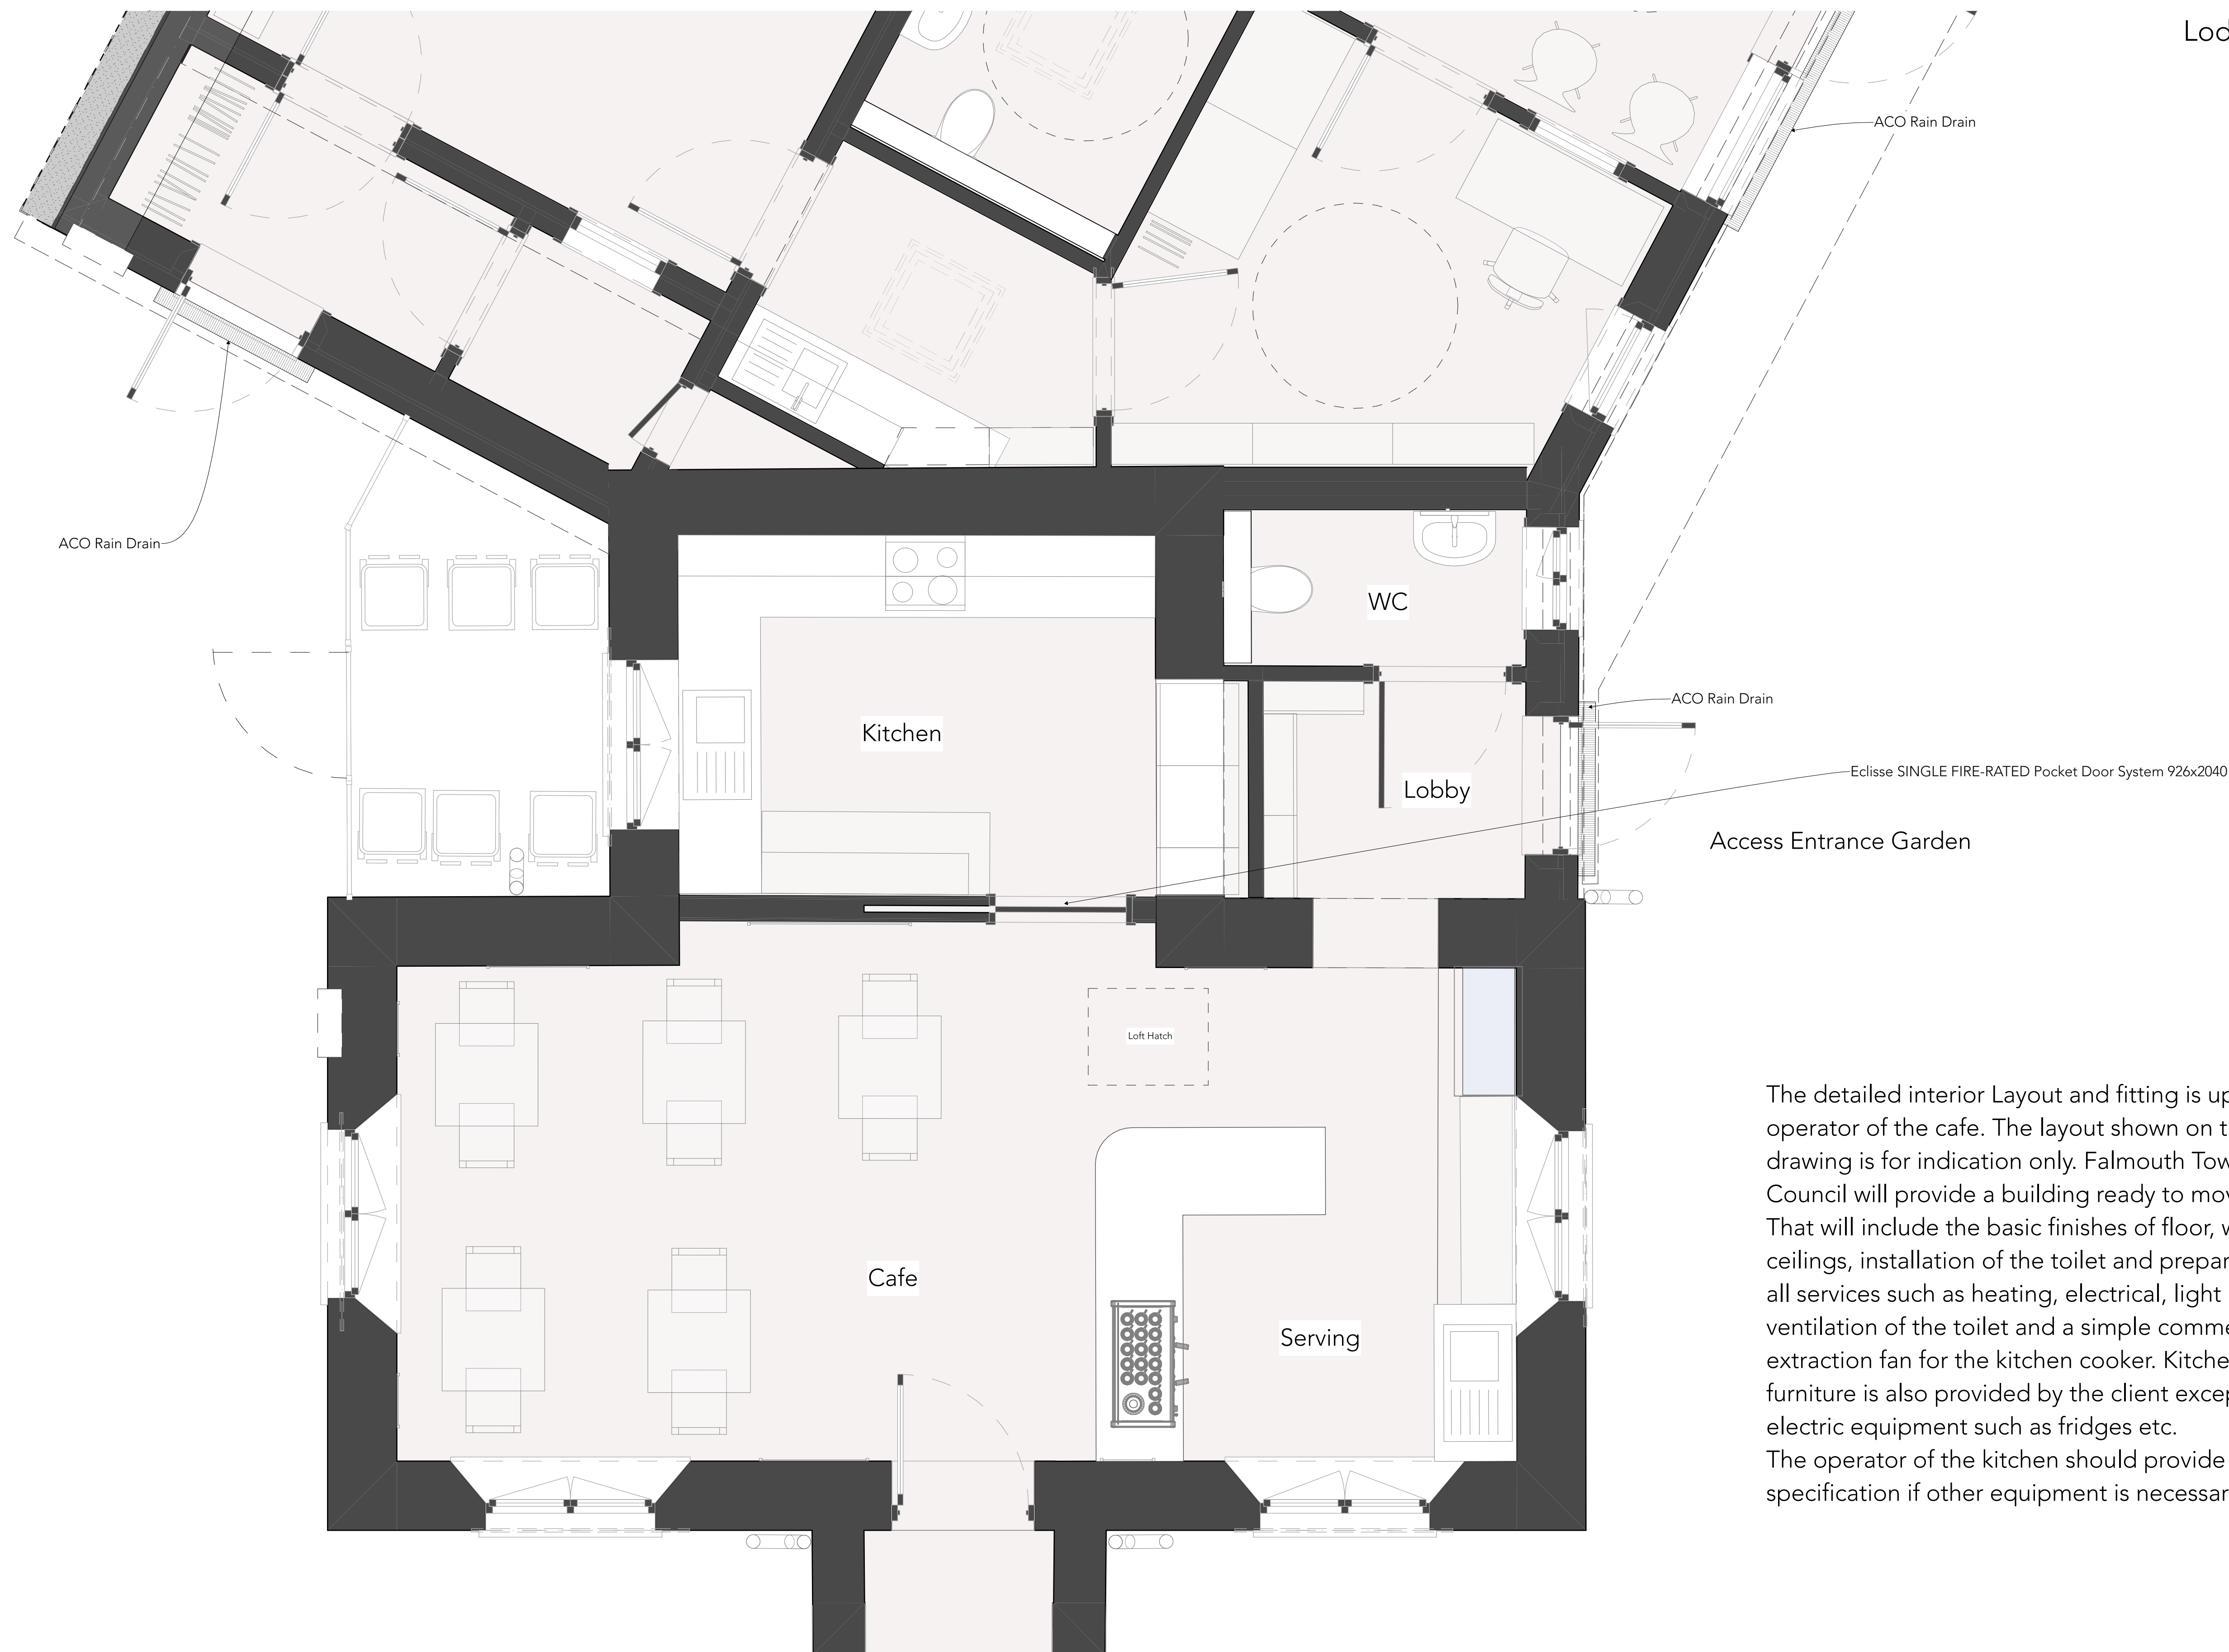 Lod
ACO Rain Drain
ACO Rain Drain
WC
ACO Rain Drain
Kitchen
Eclisse SINGLE FIRE-RATED Pocket Door System 926x2040
Lobby
Access Entrance Garden
Loft Hatch
The detailed interior Layout and fitting is up
operator of the cafe. The layout shown on t
drawing is for indication only. Falmouth Tow
Council will provide a building ready to mov
That will include the basic finishes of floor, w
ceilings, installation of the toilet and prepar
all services such as heating, electrical, light
ventilation of the toilet and a simple comme
extraction fan for the kitchen cooker. Kitche
furniture is also provided by the client excep
electric equipment such as fridges etc.
The operator of the kitchen should provide
specification if other equipment is necessar
Cafe
Serving